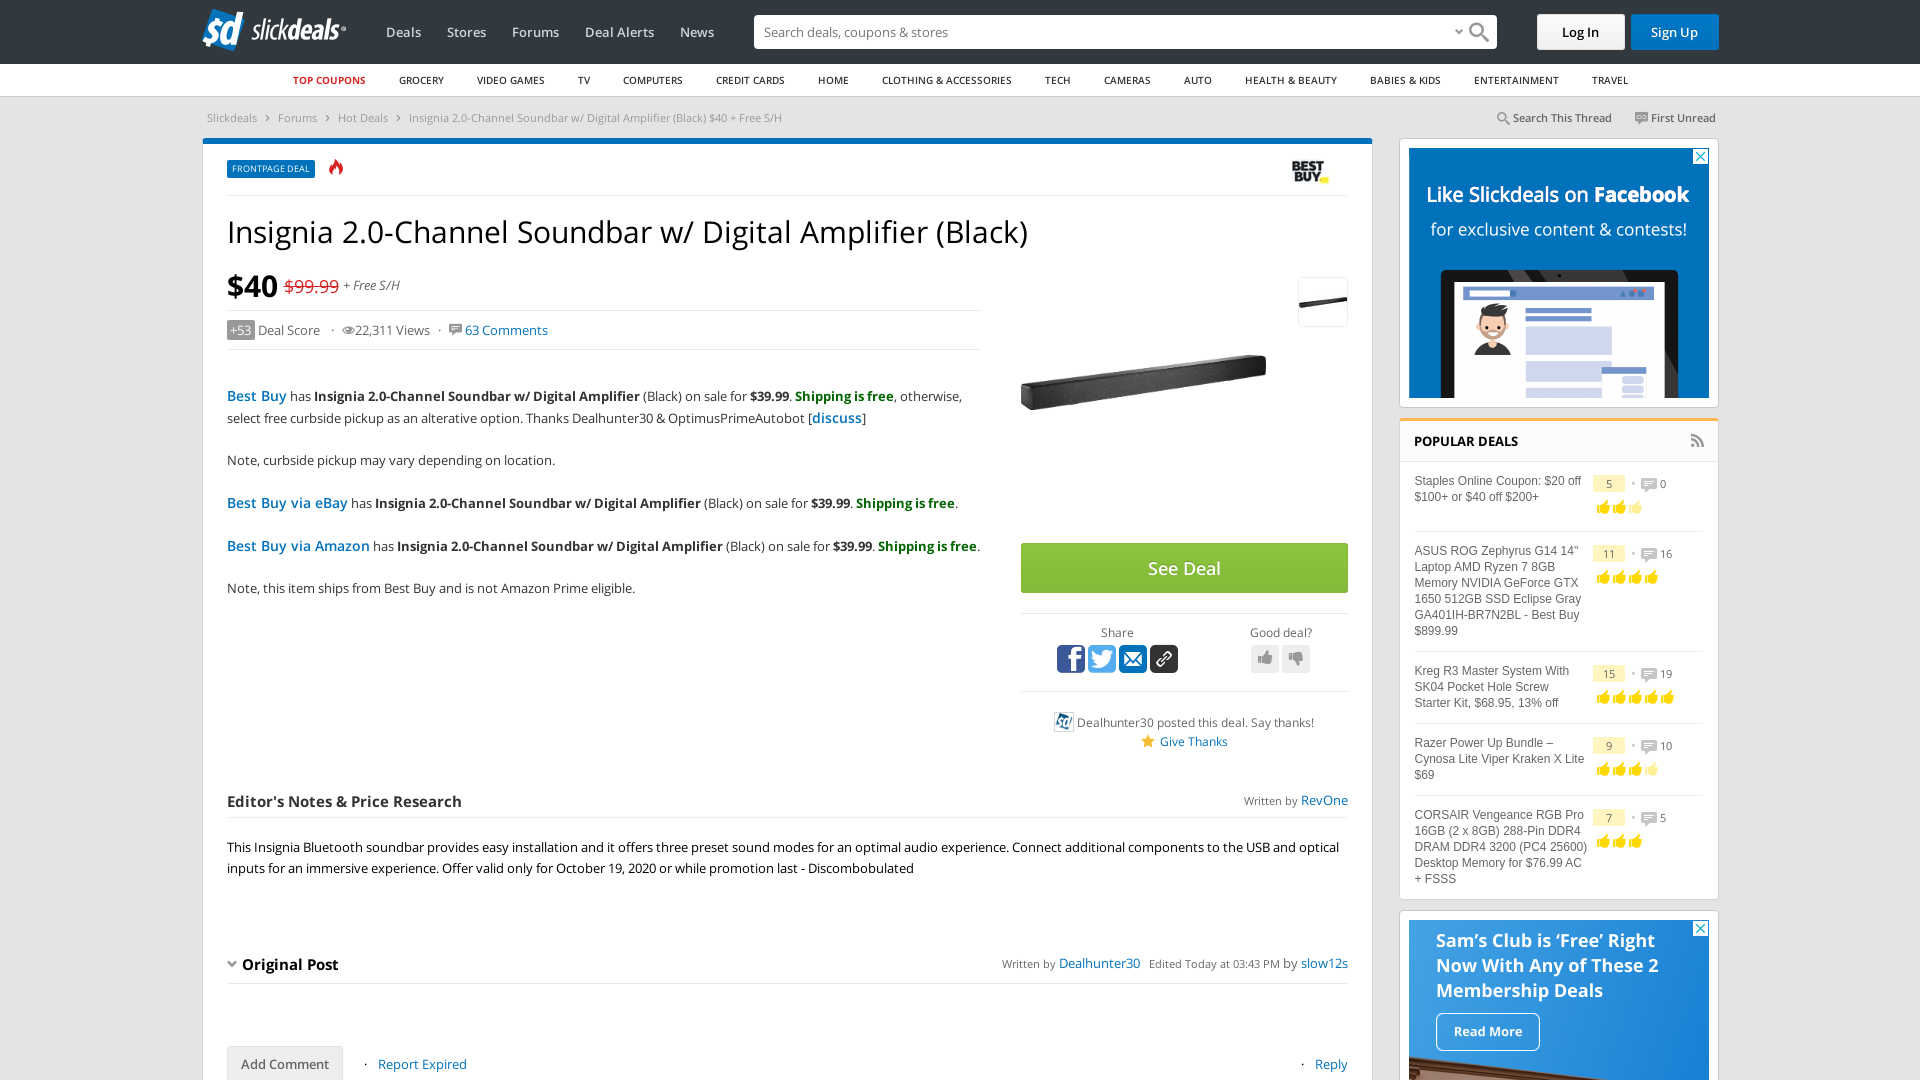 slickdeals
Deals
Stores
Forums
Deal Alerts
News
Search deals, coupons & stores
Log In
Sign Up
TOP COUPONS
GROCERY
VIDEO GAMES
TV
COMPUTERS
CREDIT CARDS
HOME
CLOTHING & ACCESSORIES
TECH
CAMERAS
AUTO
HEALTH & BEAUTY
BABIES & KIDS
ENTERTAINMENT
TRAVEL
Slickdeals › Forums › Hot Deals › Insignia 2.0-Channel Soundbar w/ Digital Amplifier (Black) $40 + Free S/H
Search This Thread
First Unread
FRONTPAGE DEAL
BEST
BUY
Insignia 2.0-Channel Soundbar w/ Digital Amplifier (Black)
$40 $99.99 + Free S/H
+53 Deal Score · 22,311 Views · 63 Comments
Best Buy has Insignia 2.0-Channel Soundbar w/ Digital Amplifier (Black) on sale for $39.99. Shipping is free, otherwise,
select free curbside pickup as an alterative option. Thanks Dealhunter30 & OptimusPrimeAutobot [discuss]
Note, curbside pickup may vary depending on location.
Best Buy via eBay has Insignia 2.0-Channel Soundbar w/ Digital Amplifier (Black) on sale for $39.99. Shipping is free.
Best Buy via Amazon has Insignia 2.0-Channel Soundbar w/ Digital Amplifier (Black) on sale for $39.99. Shipping is free.
Note, this item ships from Best Buy and is not Amazon Prime eligible.
See Deal
Share
Good deal?
Dealhunter30 posted this deal. Say thanks!
Give Thanks
Editor's Notes & Price Research
Written by RevOne
This Insignia Bluetooth soundbar provides easy installation and it offers three preset sound modes for an optimal audio experience. Connect additional components to the USB and optical
inputs for an immersive experience. Offer valid only for October 19, 2020 or while promotion last - Discombobulated
Original Post
Written by Dealhunter30 Edited Today at 03:43 PM by slow12s
Add Comment
· Report Expired
· Reply
Like Slickdeals on Facebook
for exclusive content & contests!
POPULAR DEALS
Staples Online Coupon: $20 off
$100+ or $40 off $200+
5 • 0
ASUS ROG Zephyrus G14 14"
Laptop AMD Ryzen 7 8GB
Memory NVIDIA GeForce GTX
1650 512GB SSD Eclipse Gray
GA401IH-BR7N2BL - Best Buy
$899.99
11 • 16
Kreg R3 Master System With
SK04 Pocket Hole Screw
Starter Kit, $68.95, 13% off
15 • 19
Razer Power Up Bundle –
Cynosa Lite Viper Kraken X Lite
$69
9 • 10
CORSAIR Vengeance RGB Pro
16GB (2 x 8GB) 288-Pin DDR4
DRAM DDR4 3200 (PC4 25600)
Desktop Memory for $76.99 AC
+ FSSS
7 • 5
Sam's Club is ‘Free’ Right
Now With Any of These 2
Membership Deals
Read More